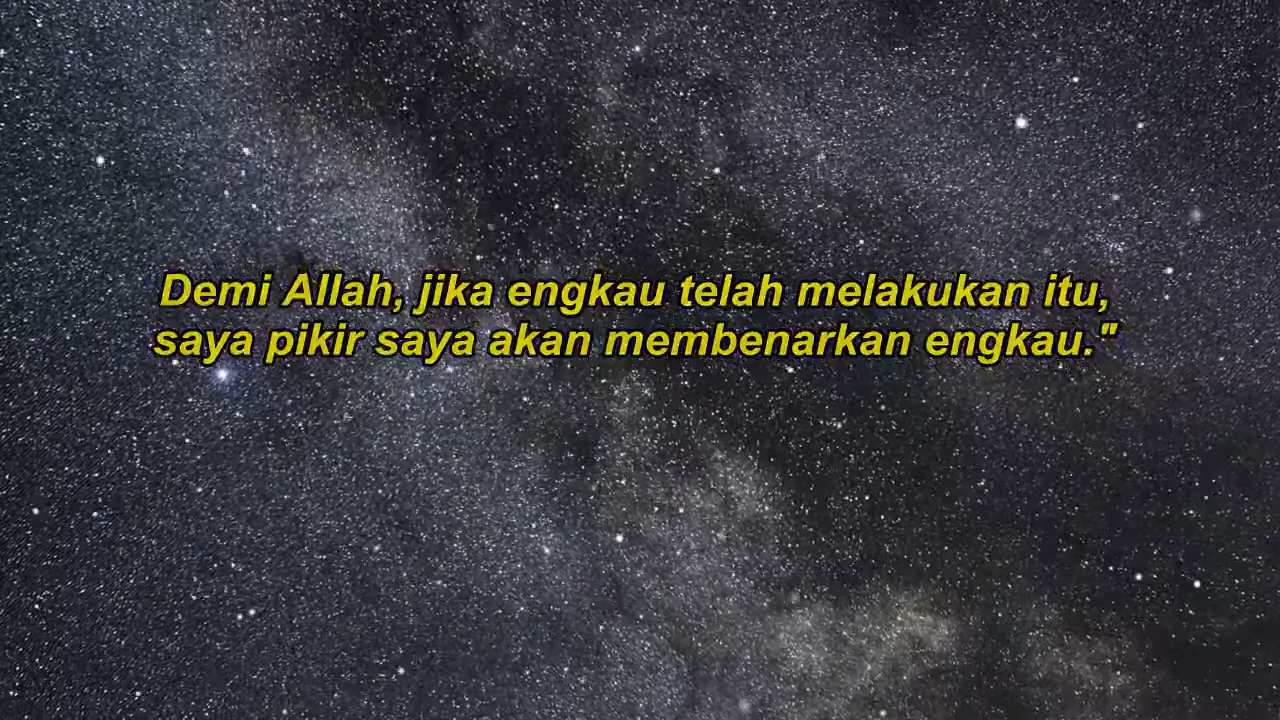 Demi Allah, jika engkau telah melakukan itu,
saya pikir saya akan membenarkan engkau."